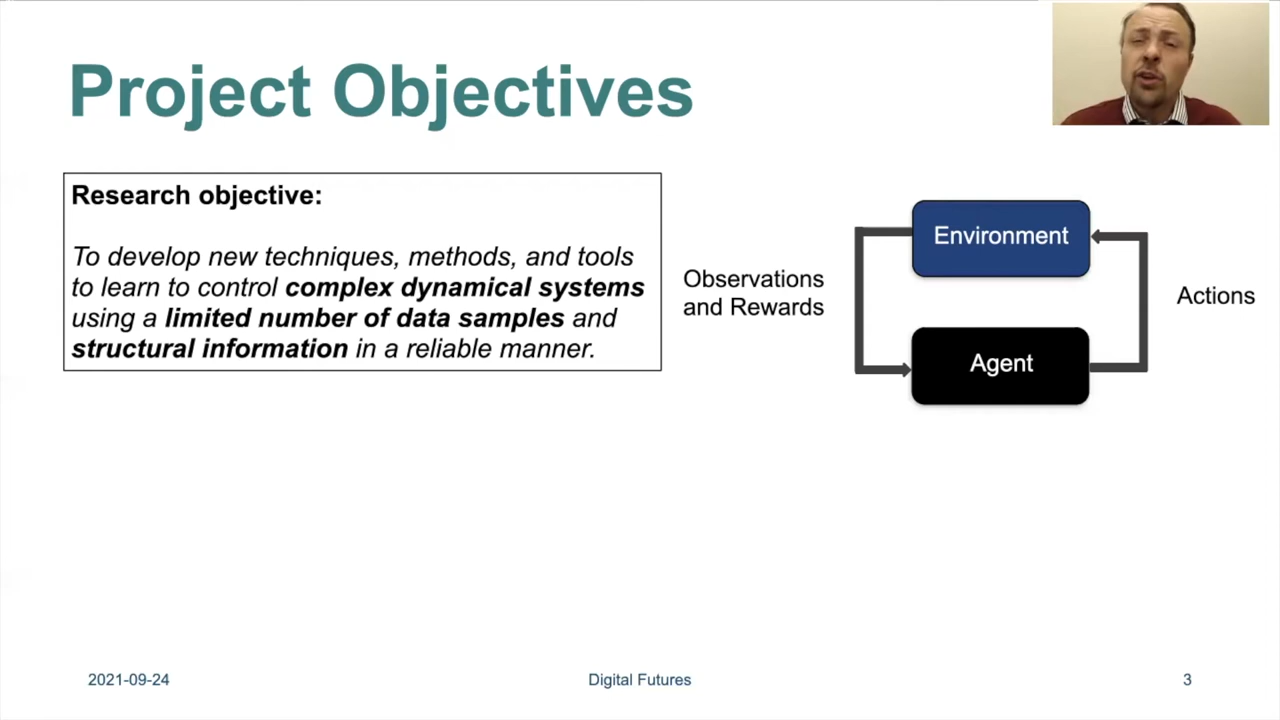 Project Objectives
Research objective:
To develop new techniques, methods, and tools
to learn to control complex dynamical systems
using a limited number of data samples and
structural information in a reliable manner.
Observations
and Rewards
Environment
Agent
Actions
2021-09-24
Digital Futures
3